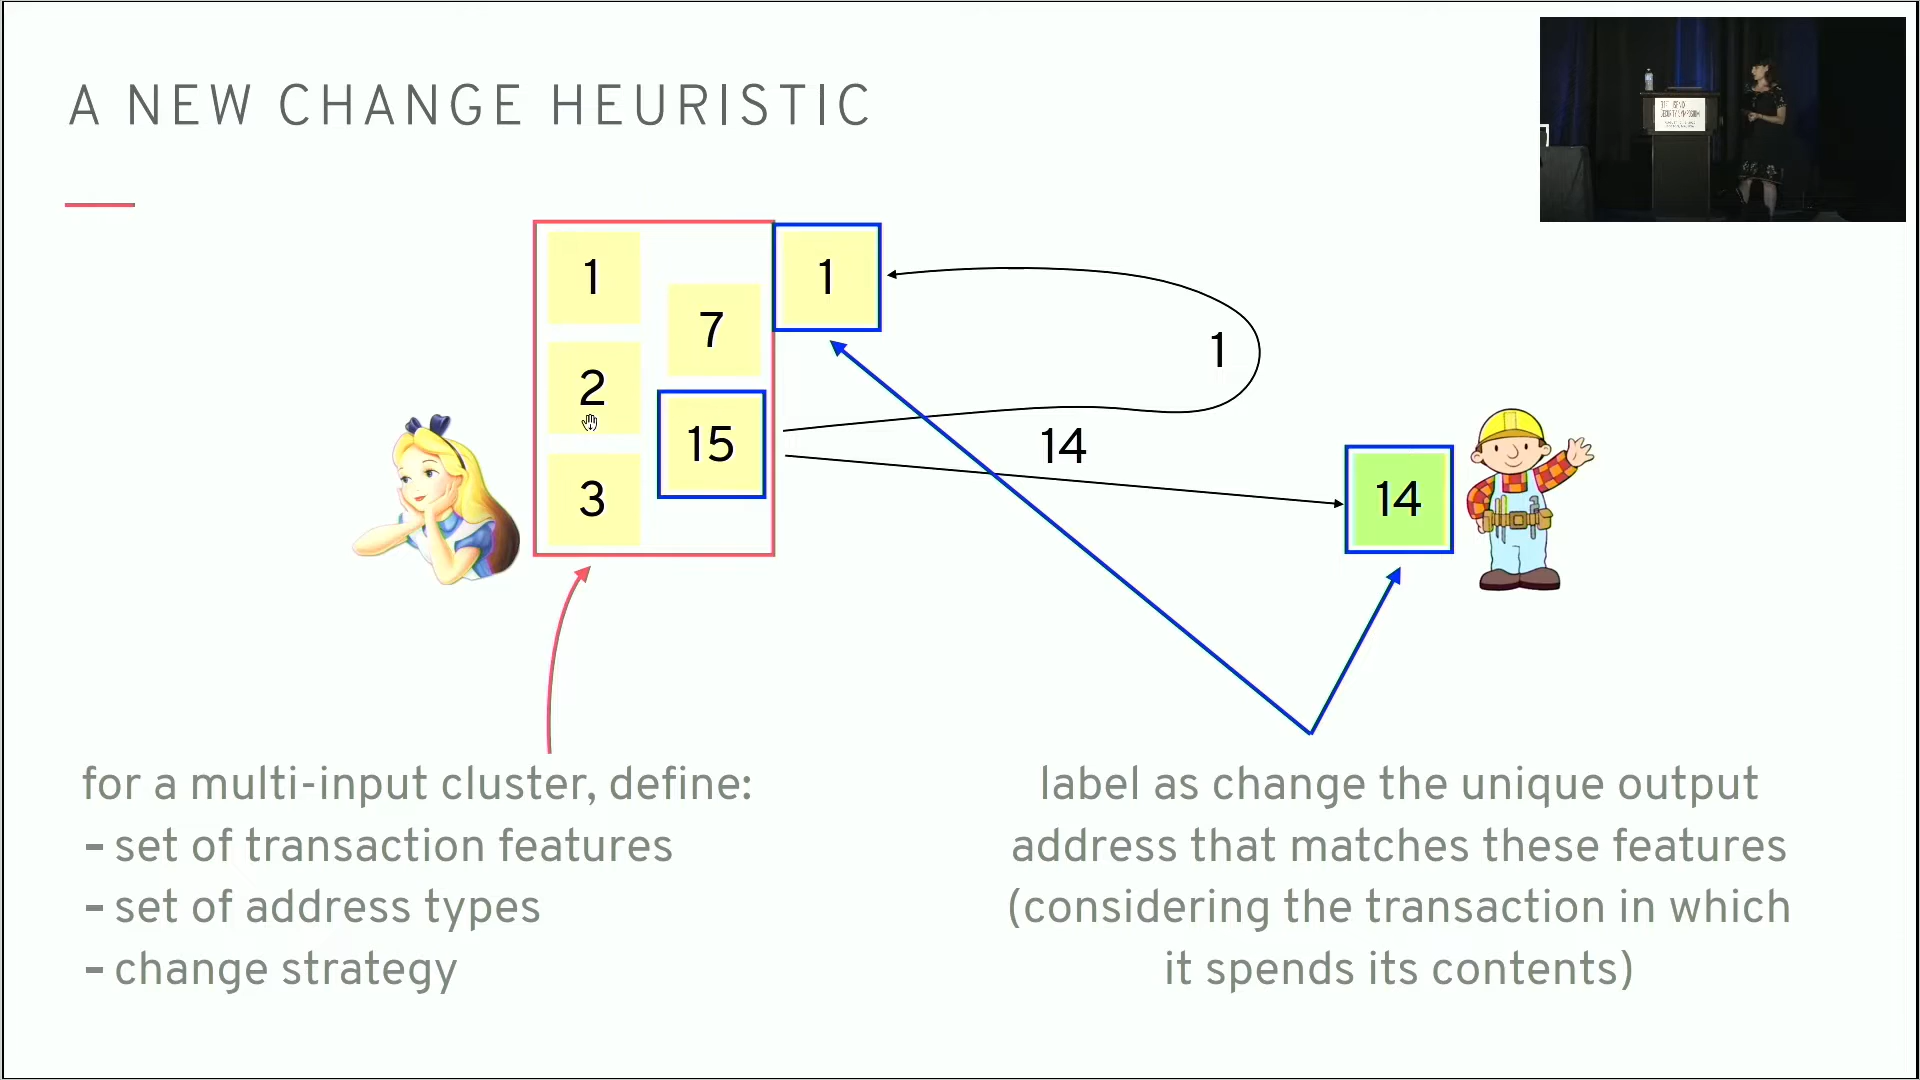 A NEW CHANGE HEURISTIC
1
1
7
1
2
15
14
14
3
for a multi-input cluster, define:
- set of transaction features
- set of address types
- change strategy
label as change the unique output
address that matches these features
(considering the transaction in which
it spends its contents)